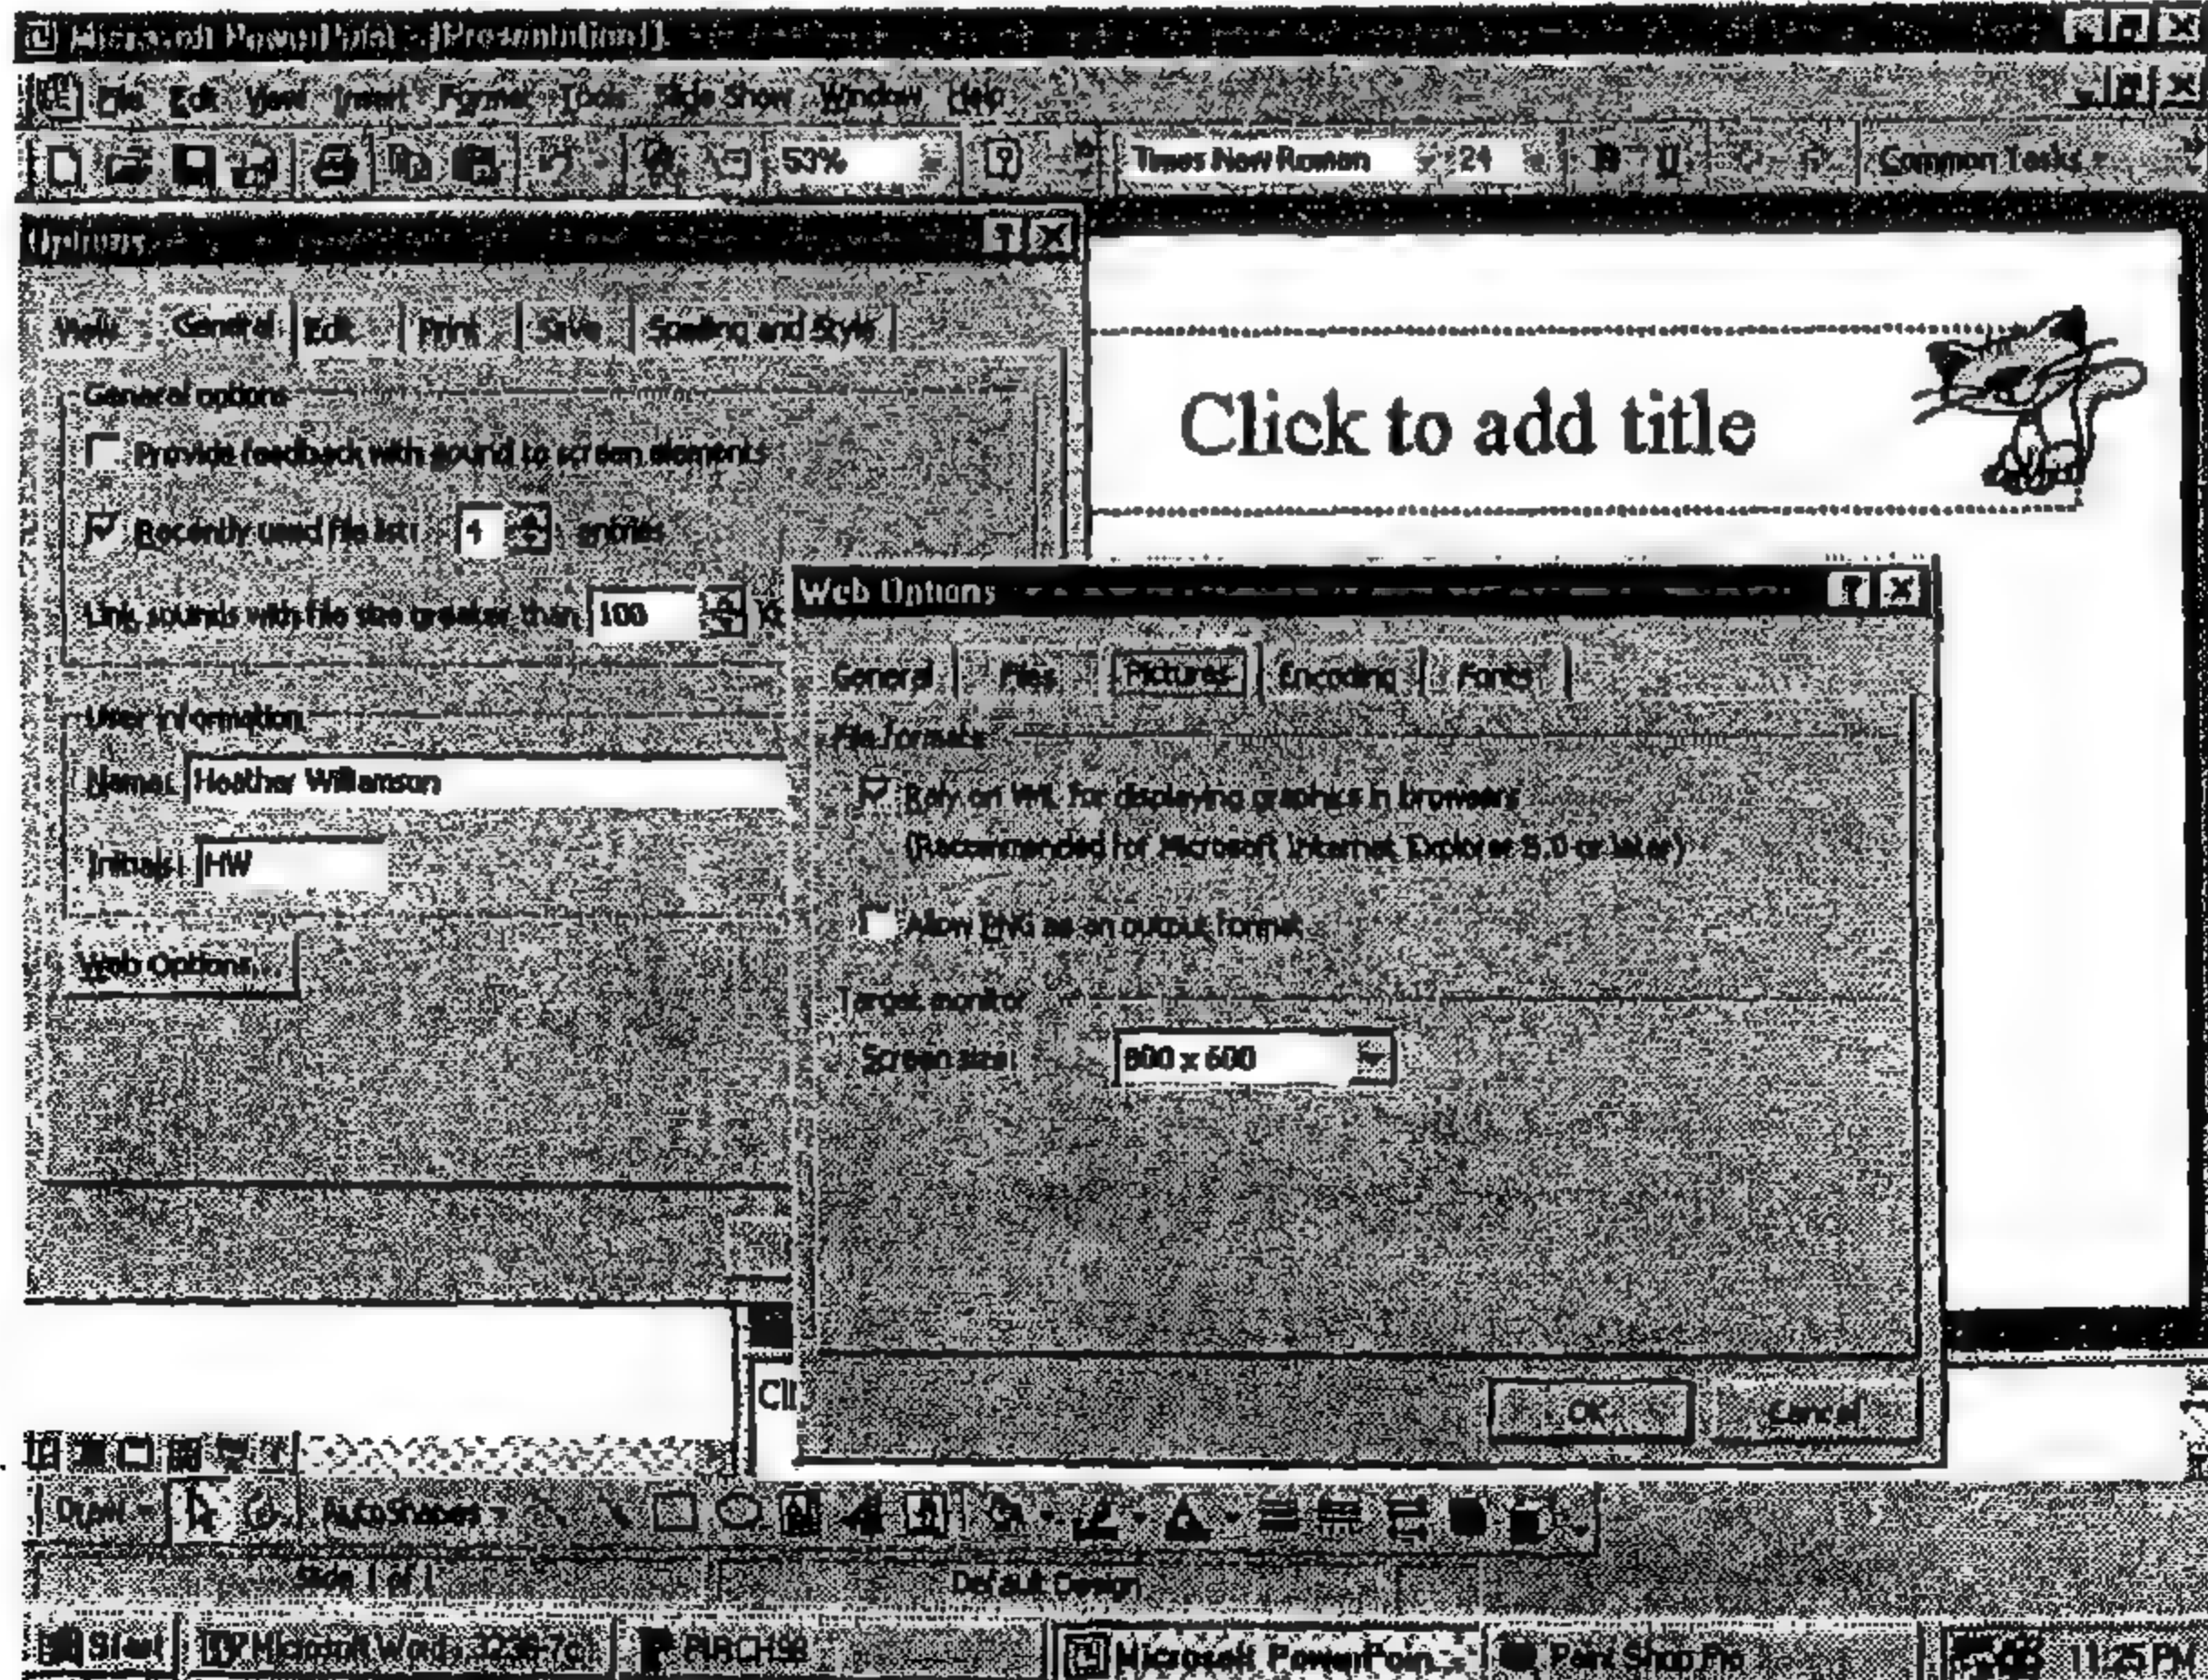 Microsoft PowerPoint - [Presentation1]
File Edit View Insert Format Tools Slide Show Window Help
53% Times New Roman 24 B U Common Tasks
Options
View General Edit Print Save Spelling and Style
General options
Provide feedback with sound to screen elements
Recently used file list: 4 entries
Link sounds with file size greater than 100
User information
Name: Heather Williamson
Initials: HW
Web Options...
Click to add title
Web Options
General Files Pictures Encoding Fonts
File formats
Rely on VML for displaying graphics in browsers
(Recommended for Microsoft Internet Explorer 5.0 or later)
Allow PNG as an output format
Target monitor
Screen size: 800 x 600
OK Cancel
Cli
Draw AutoShapes
Slide 1 of 1 Default Design
Start Microsoft Word - 3236-7c PIRCH98 Microsoft PowerPoin... Paint Shop Pro 11:25 PM